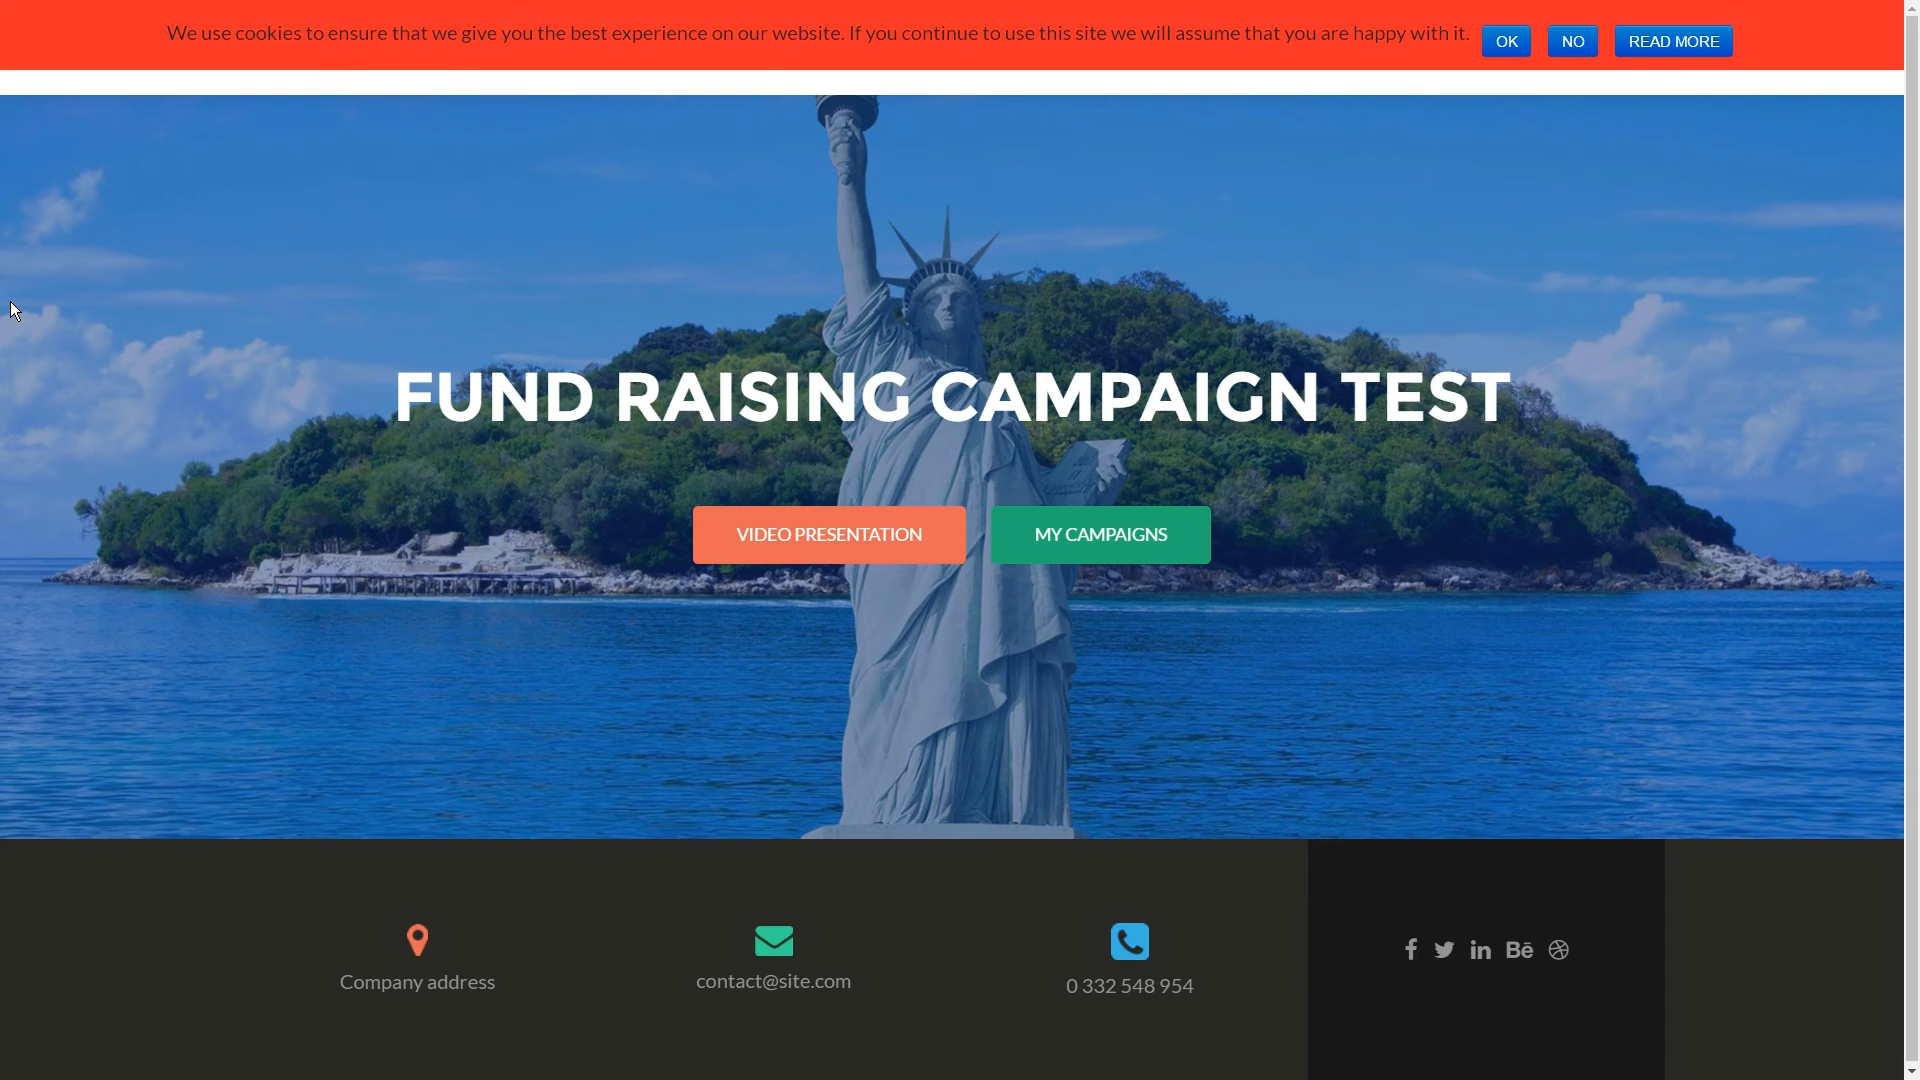 We use cookies to ensure that we give you the best experience on our website. If you continue to use this site we will assume that you are happy with it. OK NO READ MORE
FUND RAISING CAMPAIGN TEST
VIDEO PRESENTATION MY CAMPAIGNS
Company address
contact@site.com
0 332 548 954
Bē